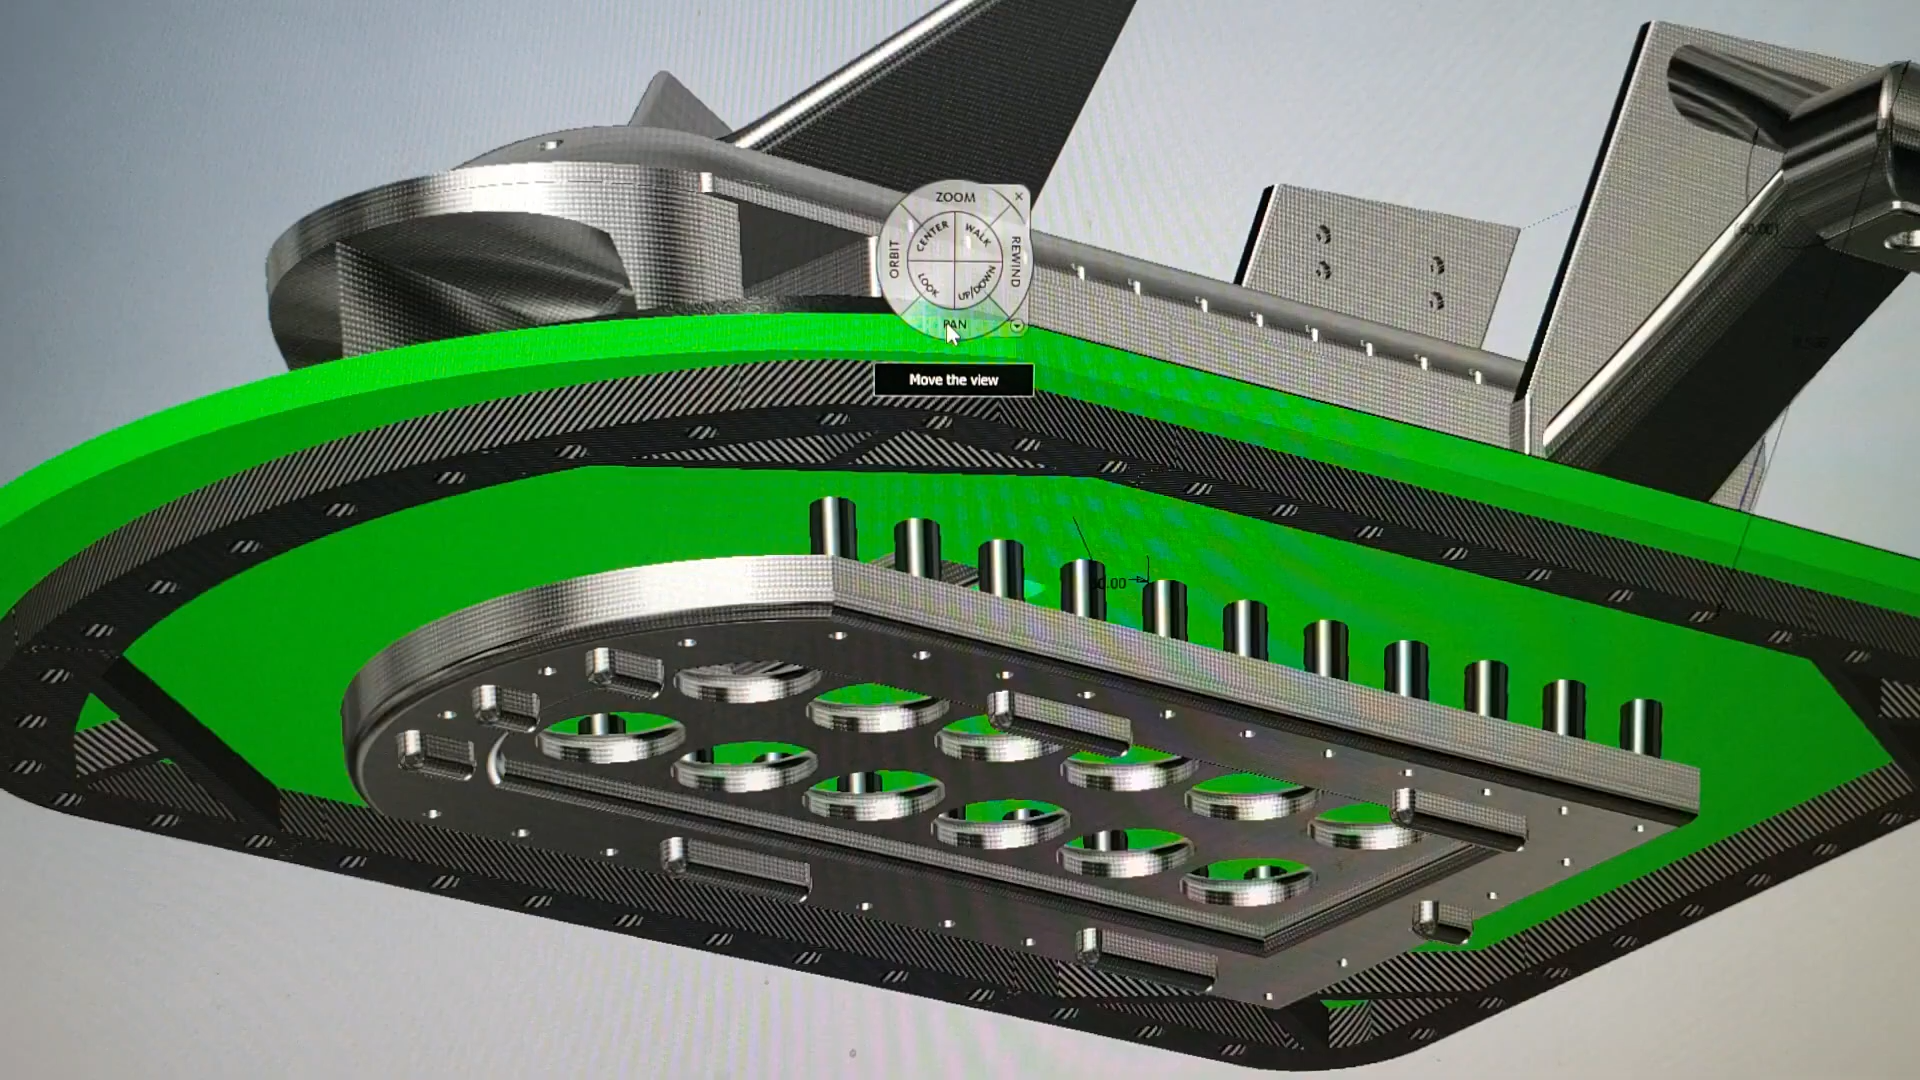 ZOOM
CENTER
WALK
ORBIT
REWIND
LOOK
UP/DOWN
PAN
Move the view